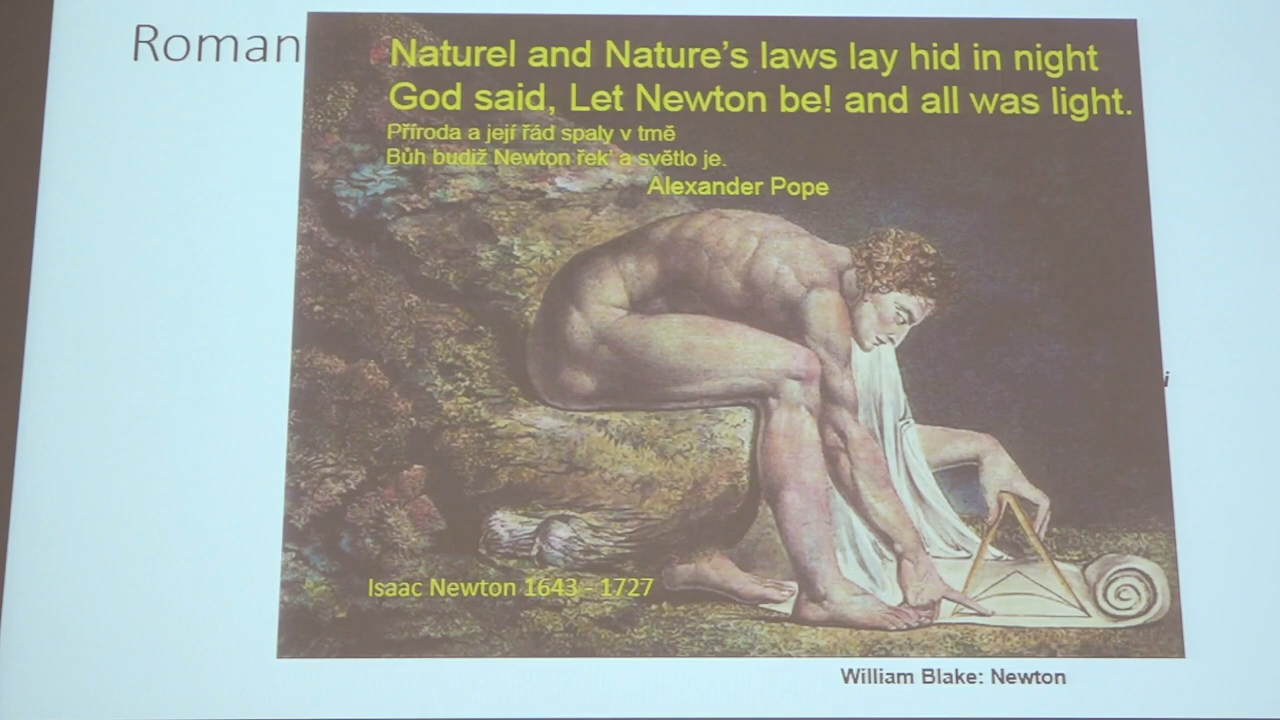 Roman
Naturel and Nature's laws lay hid in night
God said, Let Newton be! and all was light.
Příroda a její řád spaly v tmě
Bůh budiž Newton řek' a světlo je.
Alexander Pope
i
Isaac Newton 1643 - 1727
William Blake: Newton